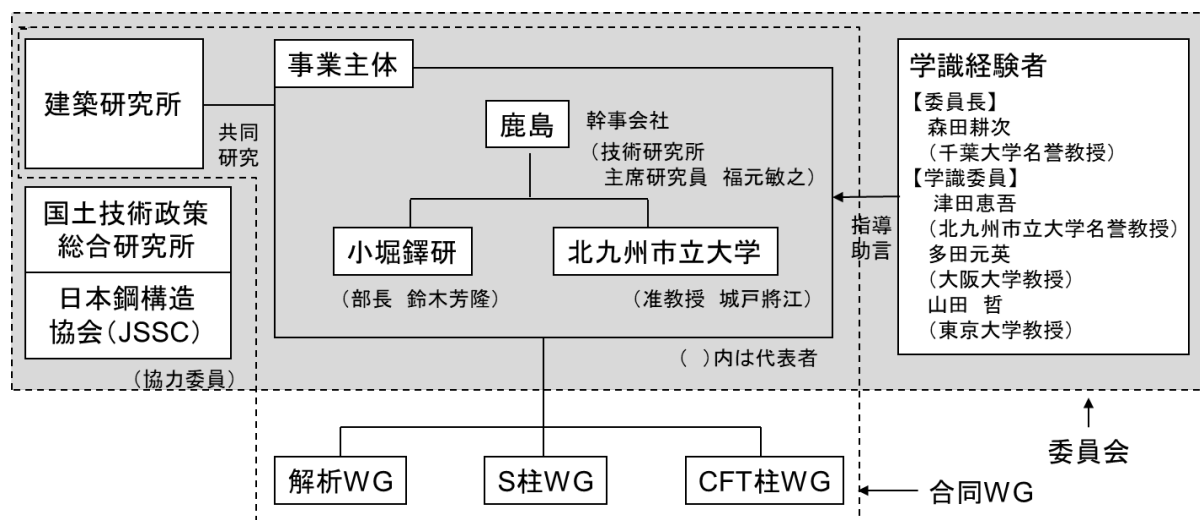 建築研究所
共同
研究
国土技術政策
総合研究所
日本鋼構造
協会(JSSC)
(協力委員)
事業主体
鹿島
幹事会社
(技術研究所
主席研究員 福元敏之)
小堀鐸研
(部長 鈴木芳隆)
北九州市立大学
(准教授 城戸將江)
( )内は代表者
指導
助言
学識経験者
【委員長】
森田耕次
(千葉大学名誉教授)
【学識委員】
津田恵吾
(北九州市立大学名誉教授)
多田元英
(大阪大学教授)
山田 哲
(東京大学教授)
委員会
解析WG
S柱WG
CFT柱WG
合同WG